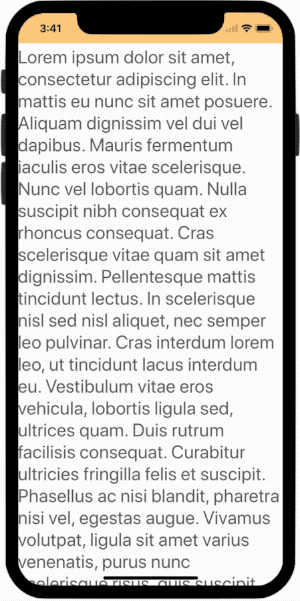 3:41
Lorem ipsum dolor sit amet,
consectetur adipiscing elit. In
mattis eu nunc sit amet posuere.
Aliquam dignissim vel dui vel
dapibus. Mauris fermentum
iaculis eros vitae scelerisque.
Nunc vel lobortis quam. Nulla
suscipit nibh consequat ex
rhoncus consequat. Cras
scelerisque vitae quam sit amet
dignissim. Pellentesque mattis
tincidunt lectus. In scelerisque
nisl sed nisl aliquet, nec semper
leo pulvinar. Cras interdum lorem
leo, ut tincidunt lacus interdum
eu. Vestibulum vitae eros
vehicula, lobortis ligula sed,
ultrices quam. Duis rutrum
facilisis consequat. Curabitur
ultricies fringilla felis et suscipit.
Phasellus ac nisi blandit, pharetra
nisi vel, egestas augue. Vivamus
volutpat, ligula sit amet varius
venenatis, purus nunc
scelerisque risus, quis suscipit